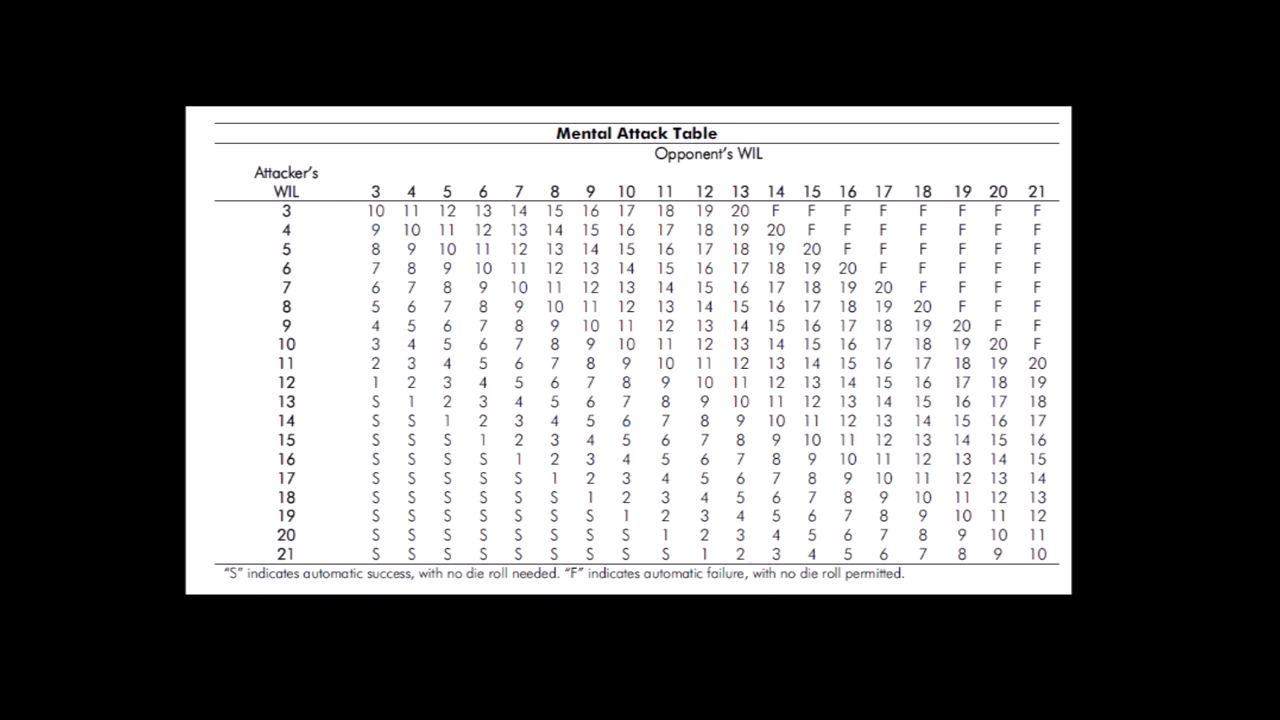 Mental Attack Table
Opponent's WIL
Attacker's
WIL 3 4 5 6 7 8 9 10 11 12 13 14 15 16 17 18 19 20 21
3 10 11 12 13 14 15 16 17 18 19 20 F F F F F F F F
4 9 10 11 12 13 14 15 16 17 18 19 20 F F F F F F F
5 8 9 10 11 12 13 14 15 16 17 18 19 20 F F F F F F
6 7 8 9 10 11 12 13 14 15 16 17 18 19 20 F F F F F
7 6 7 8 9 10 11 12 13 14 15 16 17 18 19 20 F F F F
8 5 6 7 8 9 10 11 12 13 14 15 16 17 18 19 20 F F F
9 4 5 6 7 8 9 10 11 12 13 14 15 16 17 18 19 20 F F
10 3 4 5 6 7 8 9 10 11 12 13 14 15 16 17 18 19 20 F
11 2 3 4 5 6 7 8 9 10 11 12 13 14 15 16 17 18 19 20
12 1 2 3 4 5 6 7 8 9 10 11 12 13 14 15 16 17 18 19
13 S 1 2 3 4 5 6 7 8 9 10 11 12 13 14 15 16 17 18
14 S S 1 2 3 4 5 6 7 8 9 10 11 12 13 14 15 16 17
15 S S S 1 2 3 4 5 6 7 8 9 10 11 12 13 14 15 16
16 S S S S 1 2 3 4 5 6 7 8 9 10 11 12 13 14 15
17 S S S S S 1 2 3 4 5 6 7 8 9 10 11 12 13 14
18 S S S S S S 1 2 3 4 5 6 7 8 9 10 11 12 13
19 S S S S S S S 1 2 3 4 5 6 7 8 9 10 11 12
20 S S S S S S S S 1 2 3 4 5 6 7 8 9 10 11
21 S S S S S S S S S 1 2 3 4 5 6 7 8 9 10
"S" indicates automatic success, with no die roll needed. "F" indicates automatic failure, with no die roll permitted.